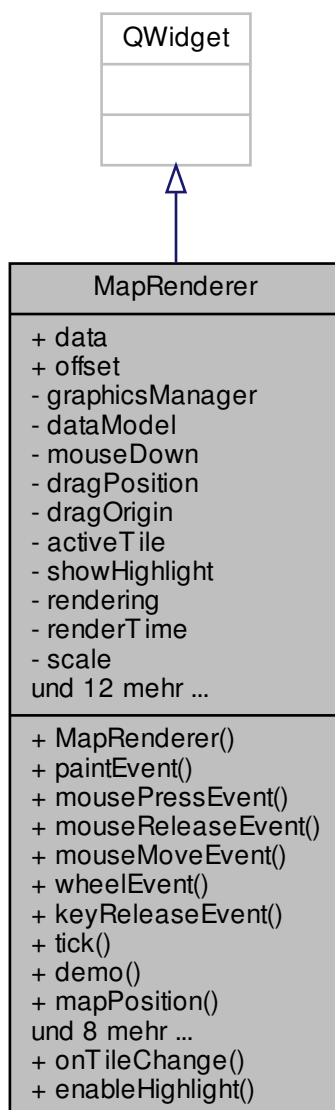 QWidget
MapRenderer
+ data
+ offset
- graphicsManager
- dataModel
- mouseDown
- dragPosition
- dragOrigin
- activeTile
- showHighlight
- rendering
- renderTime
- scale
und 12 mehr ...
+ MapRenderer()
+ paintEvent()
+ mousePressEvent()
+ mouseReleaseEvent()
+ mouseMoveEvent()
+ wheelEvent()
+ keyReleaseEvent()
+ tick()
+ demo()
+ mapPosition()
und 8 mehr ...
+ onTileChange()
+ enableHighlight()